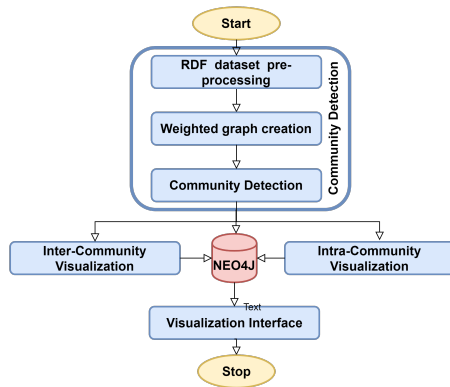 Start
RDF dataset pre-
processing
Weighted graph creation
Community Detection
Community Detection
Inter-Community
Visualization
NEO4J
Intra-Community
Visualization
Text
Visualization Interface
Stop